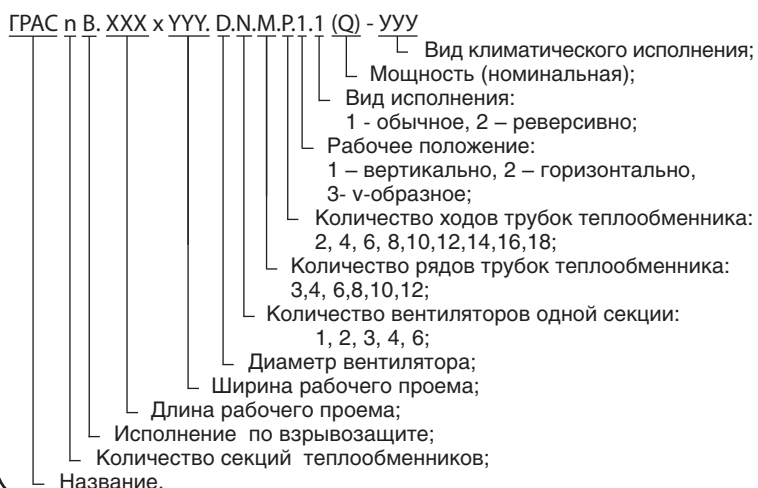 ГРАС n В. XXX x YYY. D.N.M.P.1.1 (Q) - УУУ
Вид климатического исполнения;
Мощность (номинальная);
Вид исполнения:
1 - обычное, 2 – реверсивно;
Рабочее положение:
1 – вертикально, 2 – горизонтально,
3- v-образное;
Количество ходов трубок теплообменника:
2, 4, 6, 8,10,12,14,16,18;
Количество рядов трубок теплообменника:
3,4, 6,8,10,12;
Количество вентиляторов одной секции:
1, 2, 3, 4, 6;
Диаметр вентилятора;
Ширина рабочего проема;
Длина рабочего проема;
Исполнение по взрывозащите;
Количество секций теплообменников;
Название.